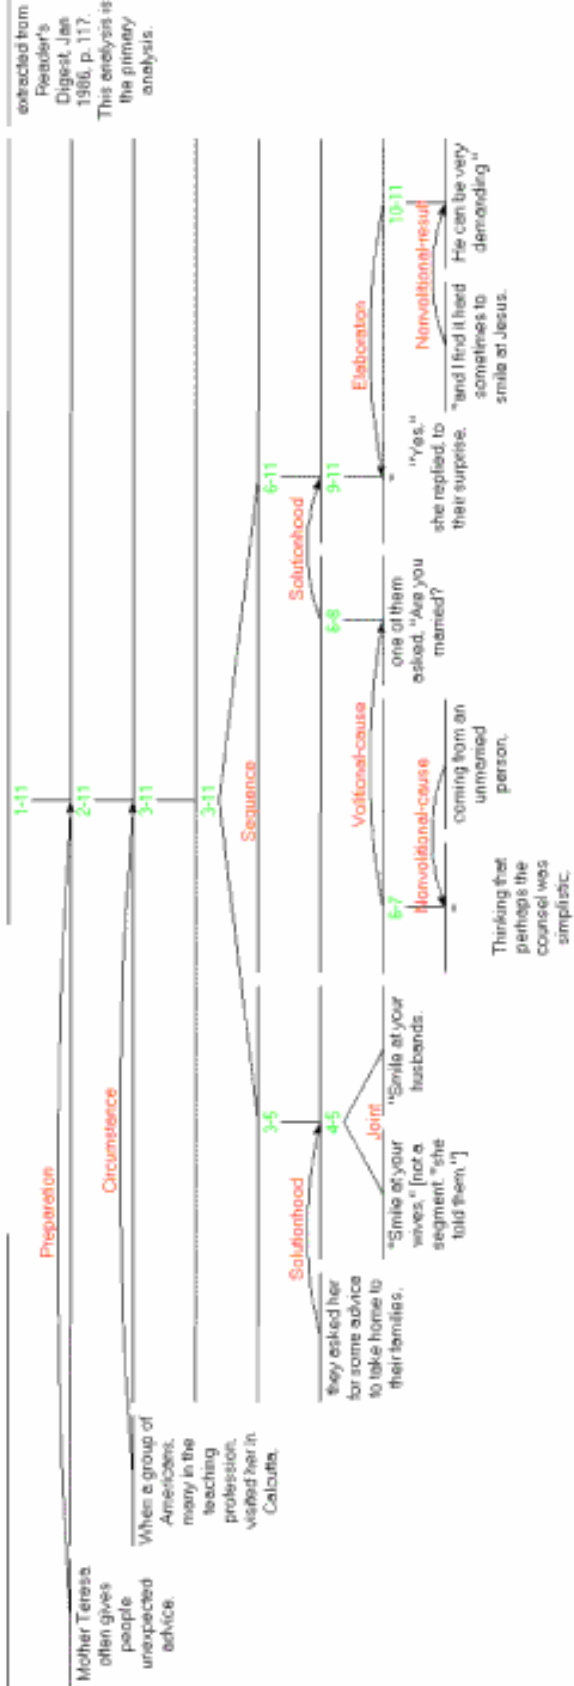 extracted from
Reader's
Digest, Jan
1986, p. 117.
This analysis is
the primary
analysis.
1-11
Preparation
2-11
Circumstance
3-11
3-11
Sequence
Mother Teresa
often gives
people
unexpected
advice.
When a group of
Americans,
many in the
teaching
profession,
visited her in
Calcutta,
3-5
Solutionhood
they asked her
for some advice
to take home to
their families.
4-5
Joint
"Smile at your
wives," [not a
segment, "she
told them."]
"Smile at your
husbands.
6-11
Solutionhood
6-8
Volitional-cause
6-7
Nonvolitional-cause
Thinking that
perhaps the
counsel was
simplistic,
coming from an
unmarried
person,
one of them
asked, "Are you
married?
9-11
Elaboration
"Yes,"
she replied, to
their surprise,
10-11
Nonvolitional-result
"and I find it hard
sometimes to
smile at Jesus.
He can be very
demanding"